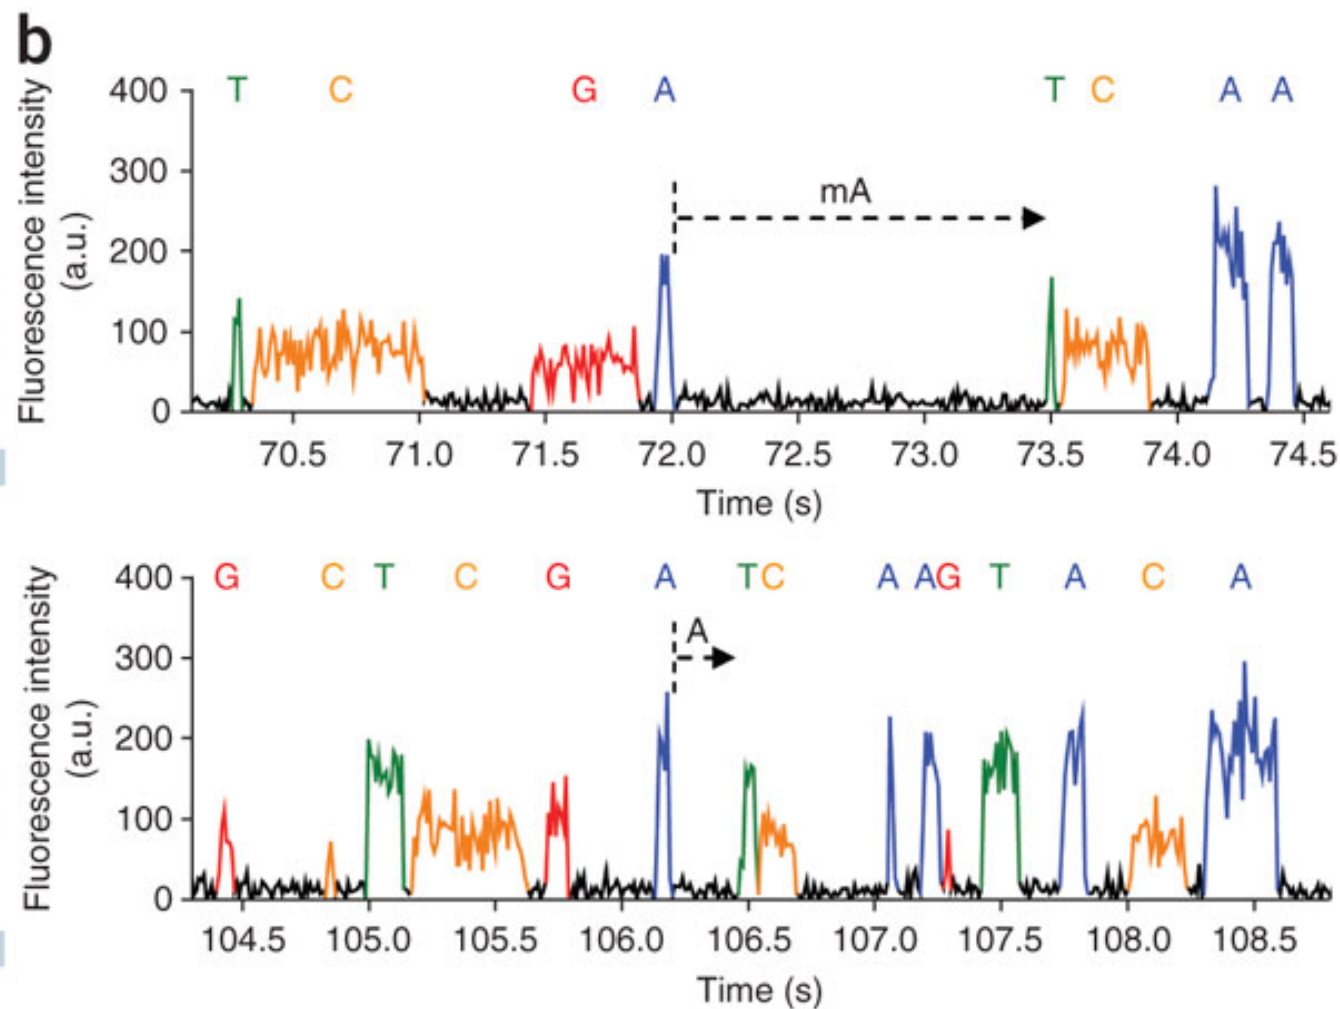 b
T C G A T C A A
400
300
200
100
0
Fluorescence intensity
(a.u.)
mA
70.5 71.0 71.5 72.0 72.5 73.0 73.5 74.0 74.5
Time (s)
G C T C G A T C A A G T A C A
400
300
200
100
0
Fluorescence intensity
(a.u.)
A
104.5 105.0 105.5 106.0 106.5 107.0 107.5 108.0 108.5
Time (s)